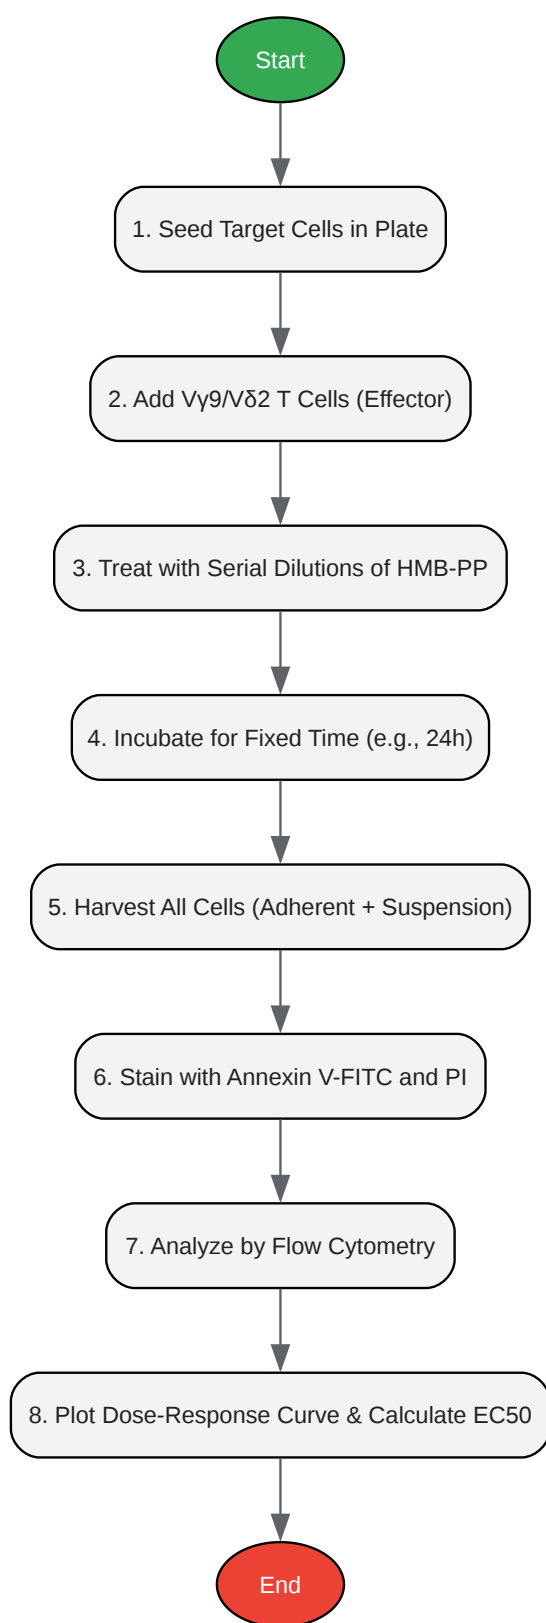 Start
1. Seed Target Cells in Plate
2. Add Vγ9/Vδ2 T Cells (Effector)
3. Treat with Serial Dilutions of HMB-PP
4. Incubate for Fixed Time (e.g., 24h)
5. Harvest All Cells (Adherent + Suspension)
6. Stain with Annexin V-FITC and PI
7. Analyze by Flow Cytometry
8. Plot Dose-Response Curve & Calculate EC50
End